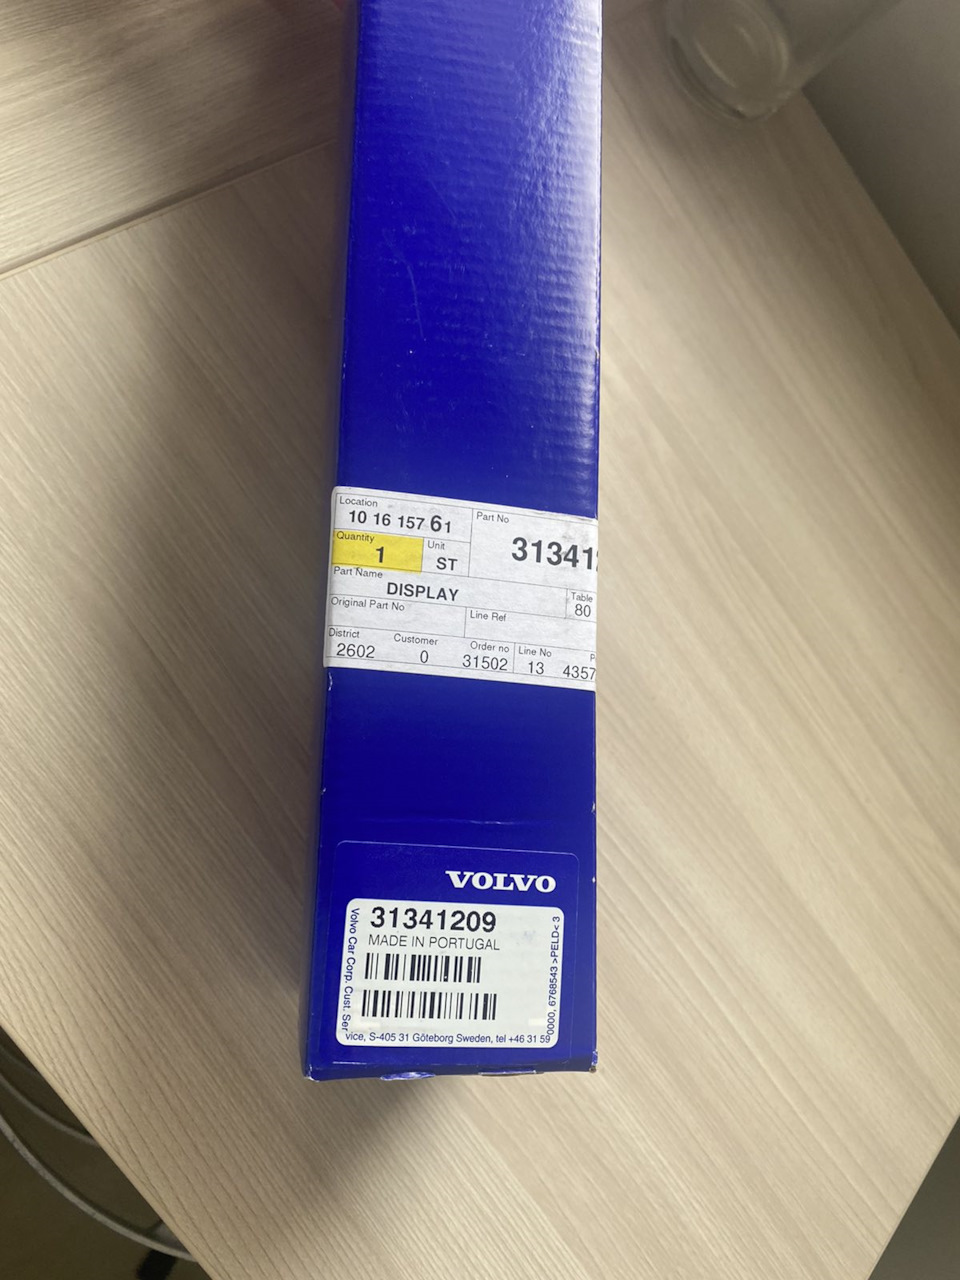 Location
10 16 157 61
Part No
31341
Quantity
1
Unit
ST
Part Name
DISPLAY
Table
80
Original Part No
Line Ref
District
2602
Customer
0
Order no
31502
Line No
13
4357
VOLVO
31341209
MADE IN PORTUGAL
Volvo Car Corp. Cust. Service, S-405 31 Göteborg Sweden, tel +46 31 590000, 6768543 >PELD< 3